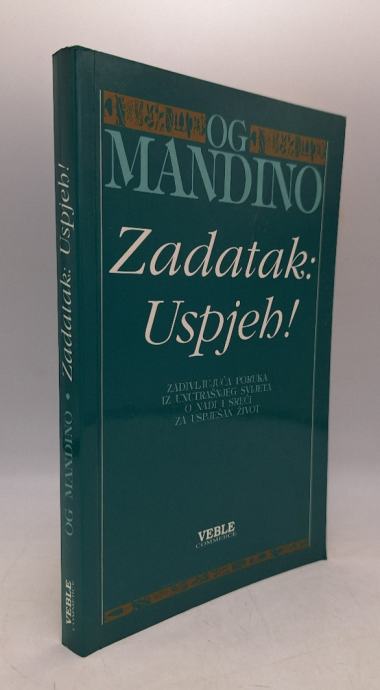 OG
MANDINO
Zadatak:
Uspjeh!
ZADIVLJUJUĆA PORUKA
IZ UNUTRAŠNJEG SVIJETA
O NADI I SREĆI
ZA USPJEŠAN ŽIVOT
VEBLE
COMMERCE
OG MANDINO • Zadatak: Uspjeh!
VEBLE
COMMERCE